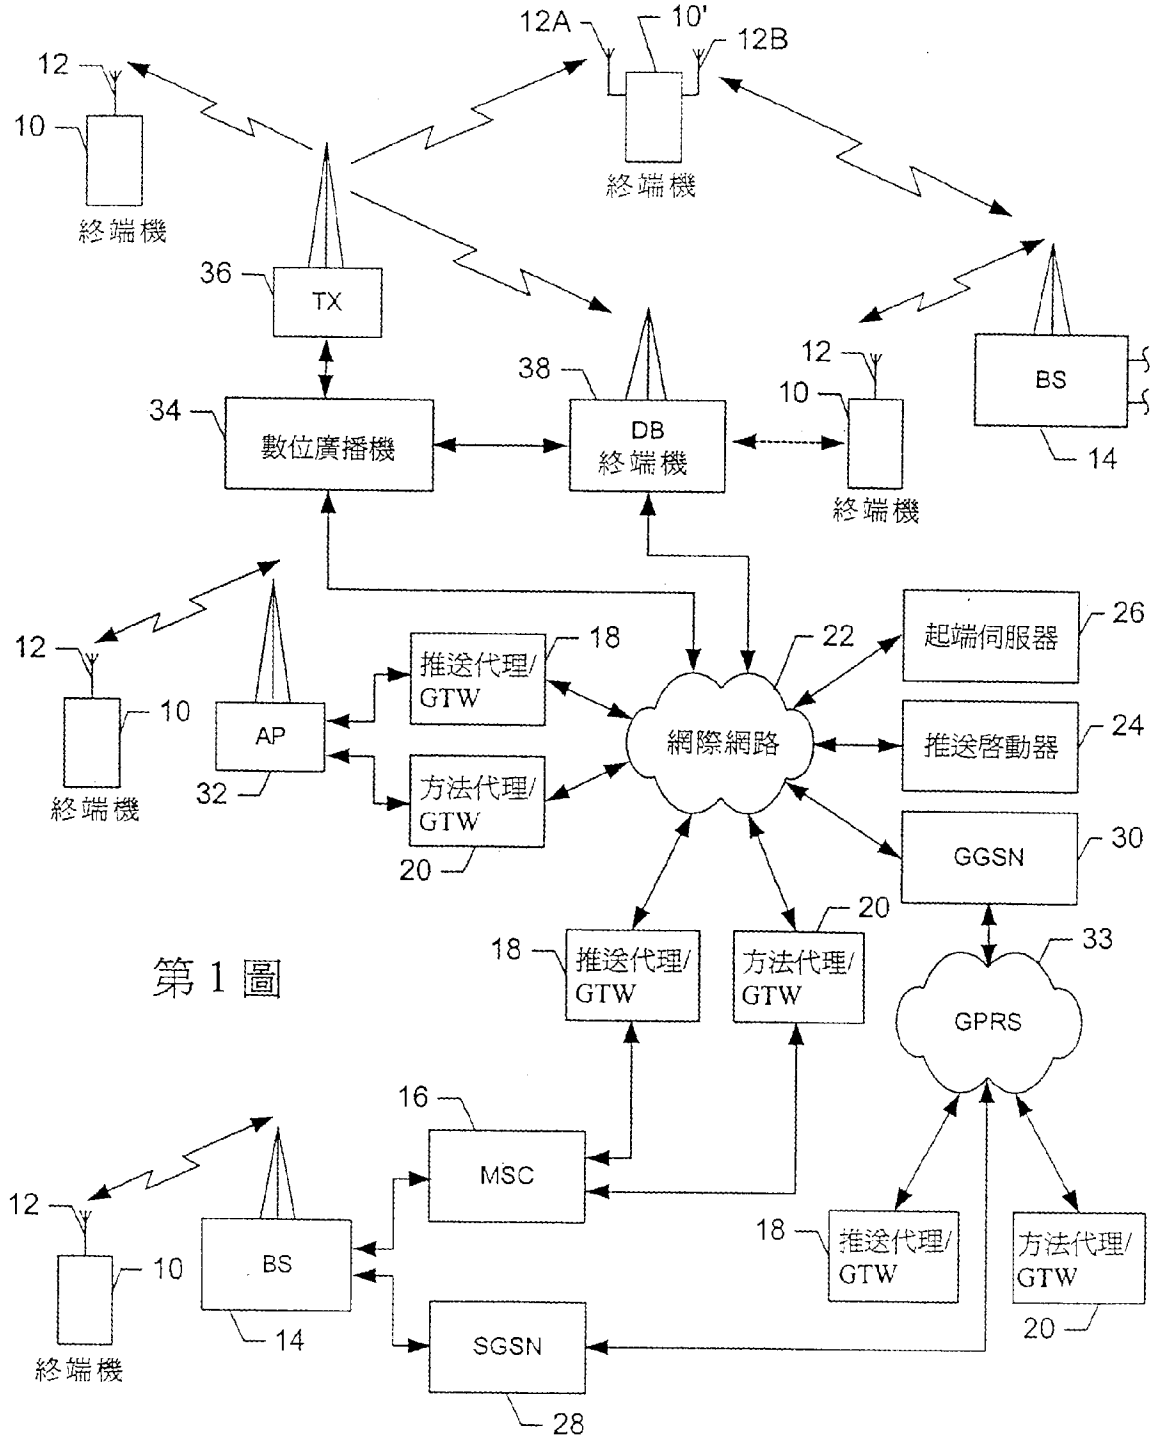 12A
10'
12B
12
10
終端機
終端機
36
TX
34
數位廣播機
38
DB
終端機
12
10
終端機
BS
14
12
10
終端機
AP
32
18
推送代理/
GTW
方法代理/
GTW
20
22
網際網路
起端伺服器
26
推送啓動器
24
GGSN
30
18
推送代理/
GTW
20
方法代理/
GTW
33
GPRS
第1圖
16
MSC
12
10
終端機
BS
14
SGSN
28
18
推送代理/
GTW
方法代理/
GTW
20